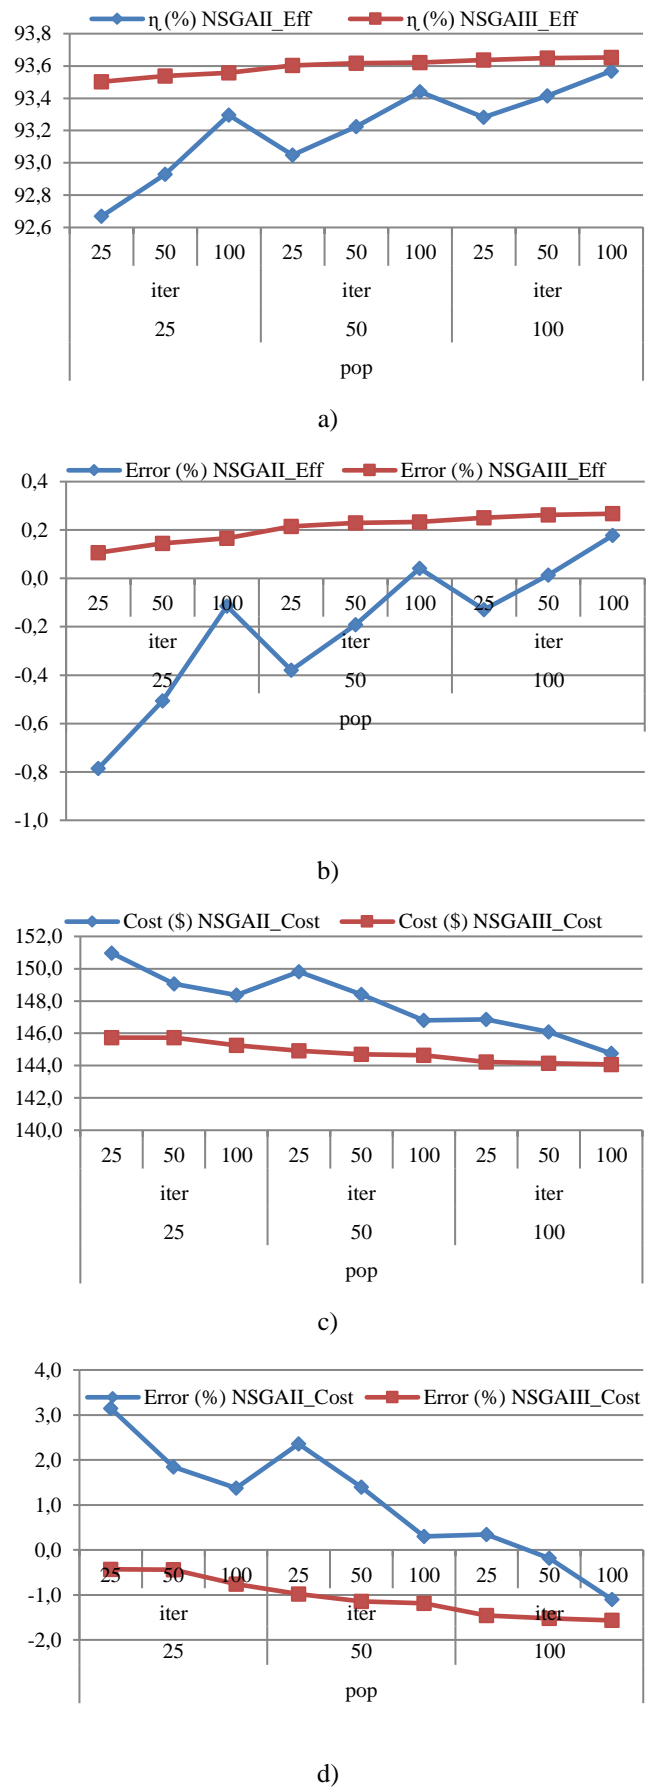 η (%) NSGAII_Eff η (%) NSGAIII_Eff
93,8
93,6
93,4
93,2
93,0
92,8
92,6
25 50 100 25 50 100 25 50 100
iter iter iter
25 50 100
pop
a)
Error (%) NSGAII_Eff Error (%) NSGAIII_Eff
0,4
0,2
0,0
-0,2
-0,4
-0,6
-0,8
-1,0
25 50 100 25 50 100 25 50 100
iter iter iter
25 50 100
pop
b)
Cost ($) NSGAII_Cost Cost ($) NSGAIII_Cost
152,0
150,0
148,0
146,0
144,0
142,0
140,0
25 50 100 25 50 100 25 50 100
iter iter iter
25 50 100
pop
c)
4,0
Error (%) NSGAII_Cost Error (%) NSGAIII_Cost
3,0
2,0
1,0
0,0
-1,0
-2,0
25 50 100 25 50 100 25 50 100
iter iter iter
25 50 100
pop
d)